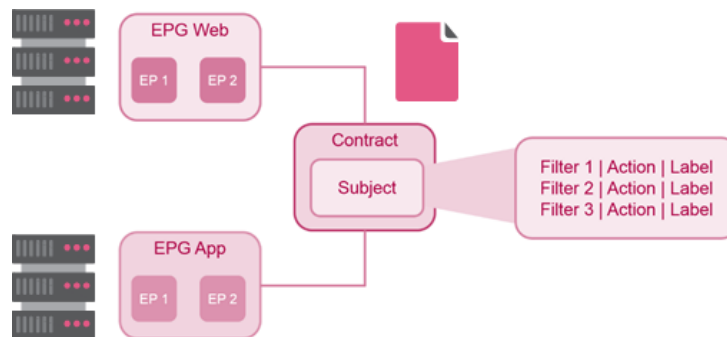 EPG Web
EP 1
EP 2
Contract
Subject
Filter 1 | Action | Label
Filter 2 | Action | Label
Filter 3 | Action | Label
EPG App
EP 1
EP 2